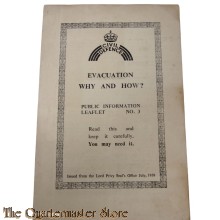 CIVIL
DEFENCE
EVACUATION
WHY AND HOW?
PUBLIC INFORMATION
LEAFLET NO. 3
Read this and
keep it carefully.
You may need it.
Issued from the Lord Privy Seal's Office July, 1939
The Quartermaster Store